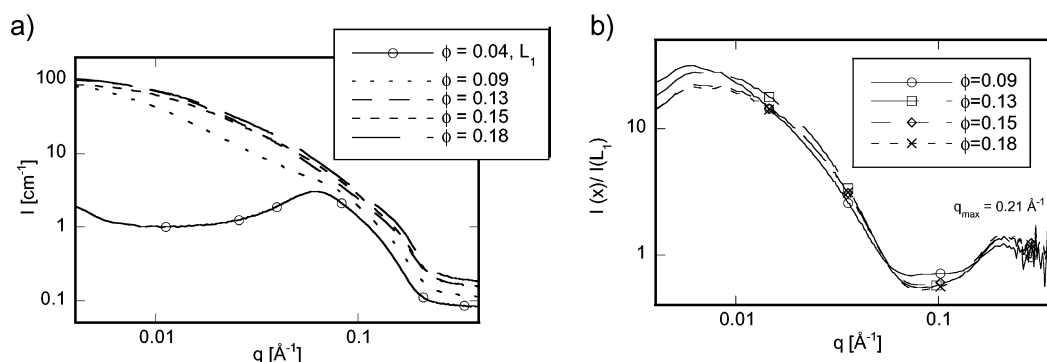 a)
ϕ = 0.04, L₁
ϕ = 0.09
ϕ = 0.13
ϕ = 0.15
ϕ = 0.18
100
10
1
0.1
I [cm⁻¹]
0.01
0.1
q [Å⁻¹]
b)
ϕ=0.09
ϕ=0.13
ϕ=0.15
ϕ=0.18
q_max = 0.21 Å⁻¹
10
1
I (x)/ I(L₁)
0.01
0.1
q [Å⁻¹]